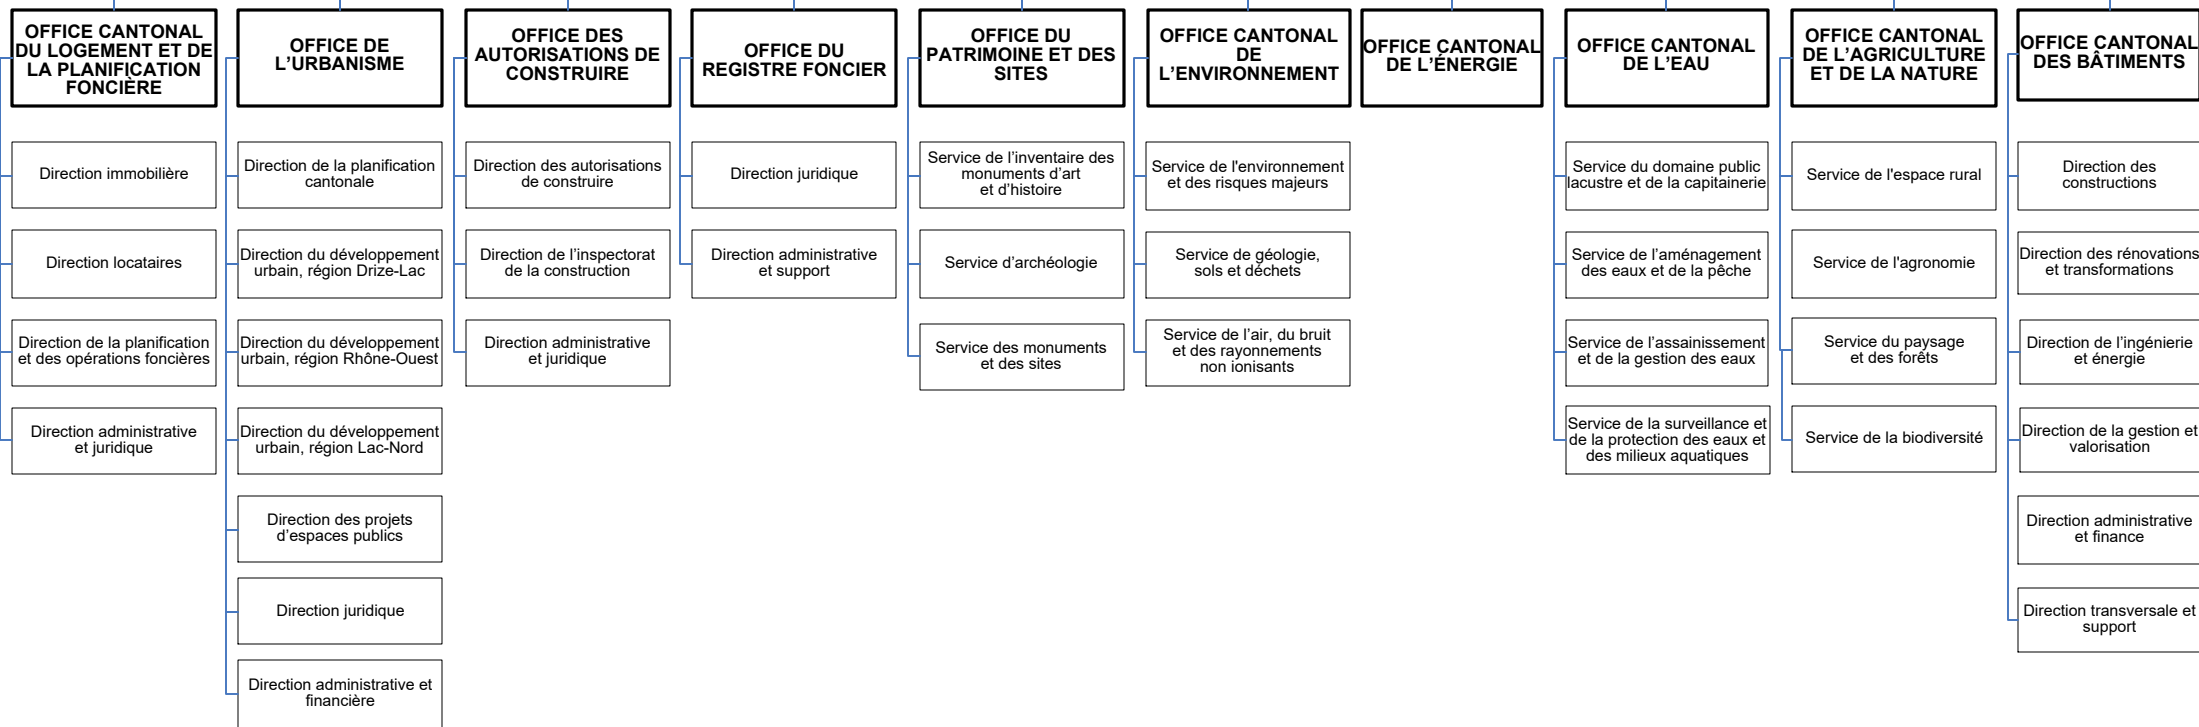 OFFICE CANTONAL
DU LOGEMENT ET DE
LA PLANIFICATION
FONCIÈRE
Direction immobilière
Direction locataires
Direction de la planification
et des opérations foncières
Direction administrative
et juridique
OFFICE DE
L’URBANISME
Direction de la planification
cantonale
Direction du développement
urbain, région Drize-Lac
Direction du développement
urbain, région Rhône-Ouest
Direction du développement
urbain, région Lac-Nord
Direction des projets
d’espaces publics
Direction juridique
Direction administrative et
financière
OFFICE DES
AUTORISATIONS DE
CONSTRUIRE
Direction des autorisations
de construire
Direction de l’inspectorat
de la construction
Direction administrative
et juridique
OFFICE DU
REGISTRE FONCIER
Direction juridique
Direction administrative
et support
OFFICE DU
PATRIMOINE ET DES
SITES
Service de l’inventaire des
monuments d’art
et d’histoire
Service d’archéologie
Service des monuments
et des sites
OFFICE CANTONAL
DE
L’ENVIRONNEMENT
Service de l'environnement
et des risques majeurs
Service de géologie,
sols et déchets
Service de l’air, du bruit
et des rayonnements
non ionisants
OFFICE CANTONAL
DE L’ÉNERGIE
OFFICE CANTONAL
DE L’EAU
Service du domaine public
lacustre et de la capitainerie
Service de l’aménagement
des eaux et de la pêche
Service de l’assainissement
et de la gestion des eaux
Service de la surveillance et
de la protection des eaux et
des milieux aquatiques
OFFICE CANTONAL
DE L’AGRICULTURE
ET DE LA NATURE
Service de l'espace rural
Service de l'agronomie
Service du paysage
et des forêts
Service de la biodiversité
OFFICE CANTONAL
DES BÂTIMENTS
Direction des
constructions
Direction des rénovations
et transformations
Direction de l’ingénierie
et énergie
Direction de la gestion et
valorisation
Direction administrative
et finance
Direction transversale et
support